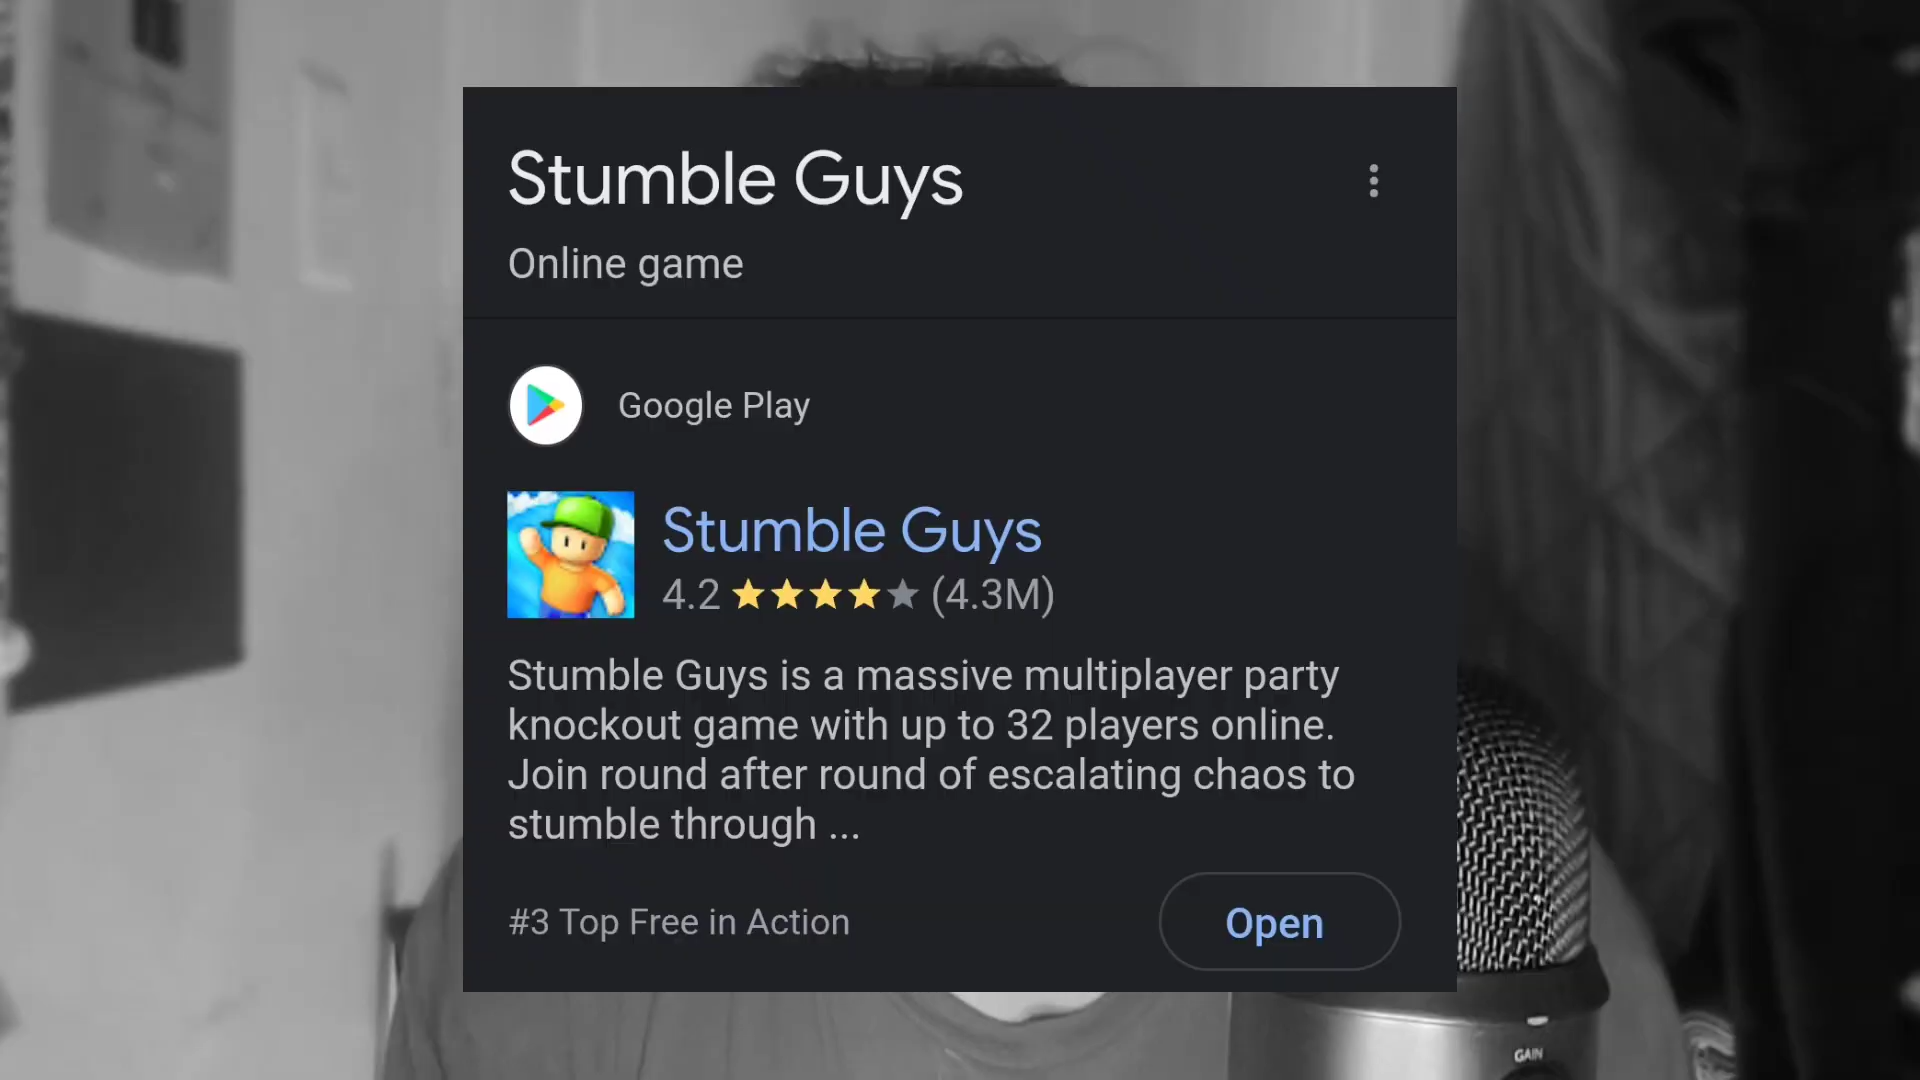 Stumble Guys
Online game
Google Play
Stumble Guys
4.2 ★★★★★ (4.3M)
Stumble Guys is a massive multiplayer party
knockout game with up to 32 players online.
Join round after round of escalating chaos to
stumble through ...
#3 Top Free in Action
Open
GAIN